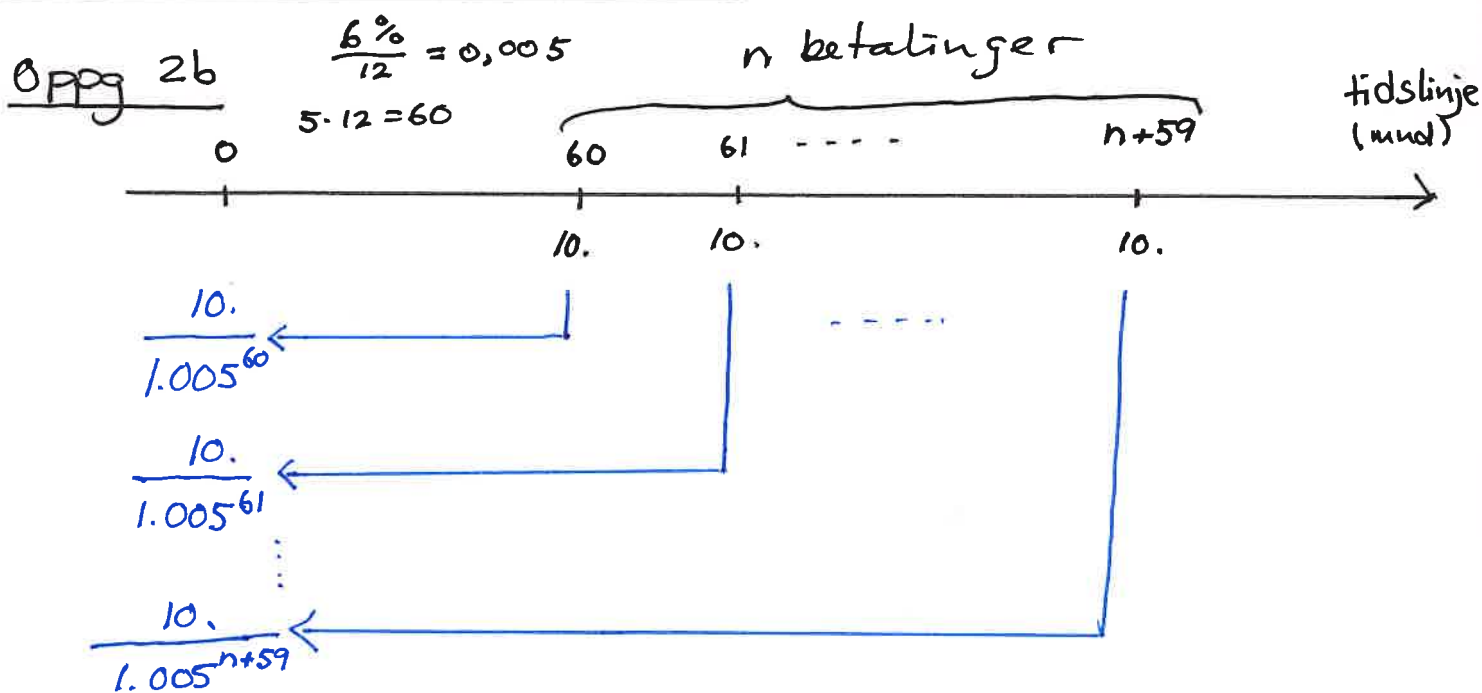 Oppg 2b
6 % / 12 = 0,005
5·12 = 60
n betalinger
tidslinje
(mnd)
0 60 61 - - - - n+59
10. 10. 10.
10. / 1.005^60
- - - - -
10. / 1.005^61
⋮
10. / 1.005^(n+59)